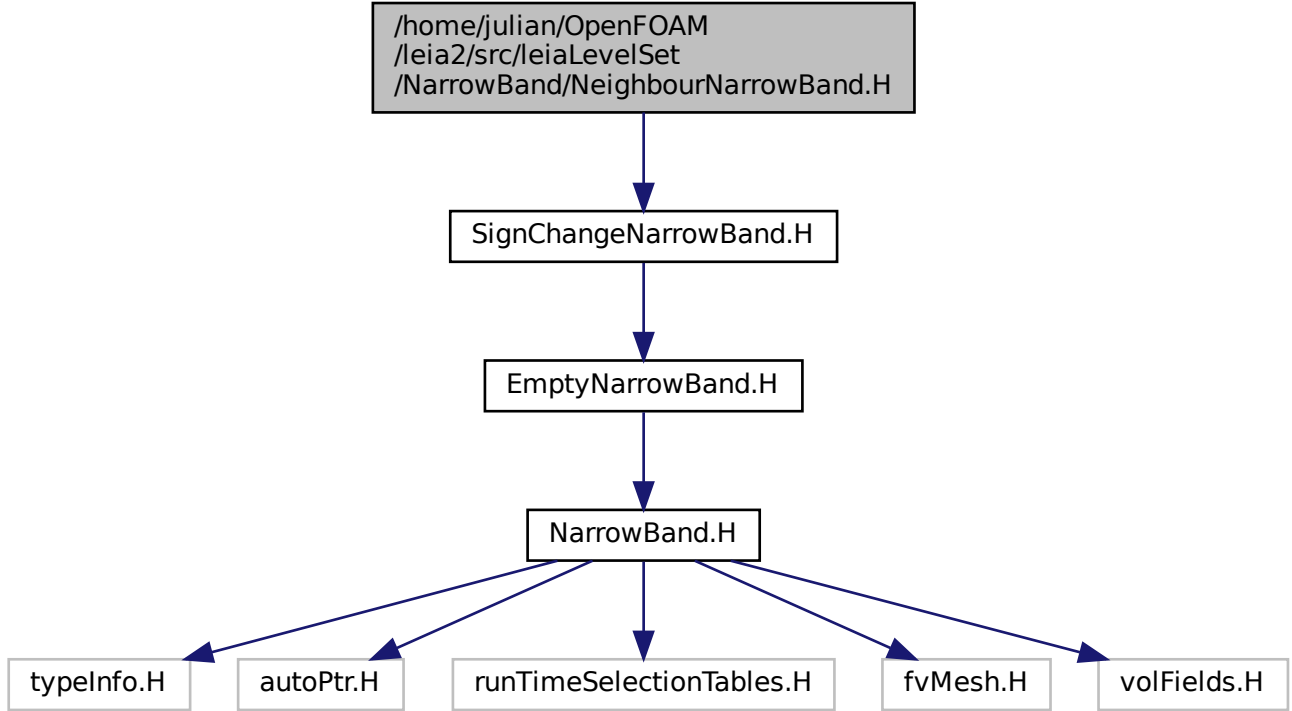 /home/julian/OpenFOAM
/leia2/src/leiaLevelSet
/NarrowBand/NeighbourNarrowBand.H
SignChangeNarrowBand.H
EmptyNarrowBand.H
NarrowBand.H
typeInfo.H
autoPtr.H
runTimeSelectionTables.H
fvMesh.H
volFields.H